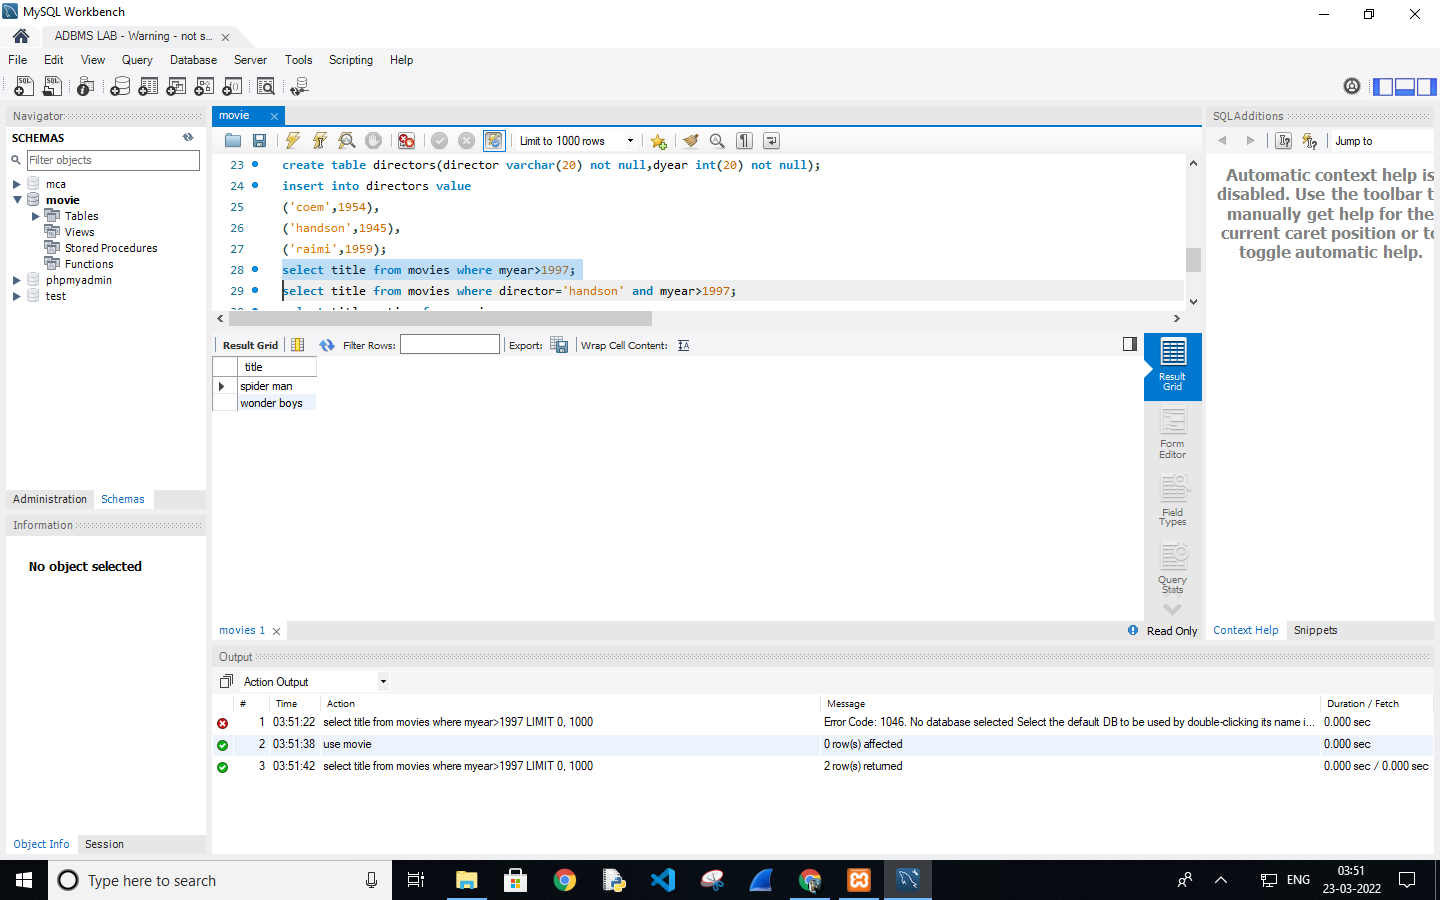 MySQL Workbench
ADBMS LAB - Warning - not s...
File Edit View Query Database Server Tools Scripting Help
Navigator
SCHEMAS
Filter objects
mca
movie
Tables
Views
Stored Procedures
Functions
phpmyadmin
test
Administration Schemas
Information
No object selected
Object Info Session
movie
Limit to 1000 rows
23 create table directors(director varchar(20) not null,dyear int(20) not null);
24 insert into directors value
25 ('coem',1954),
26 ('handson',1945),
27 ('raimi',1959);
28 select title from movies where myear>1997;
29 select title from movies where director='handson' and myear>1997;
Result Grid Filter Rows: Export: Wrap Cell Content:
title
spider man
wonder boys
Result
Grid
Form
Editor
Field
Types
Query
Stats
movies 1
Read Only
SQLAdditions
Jump to
Automatic context help is
disabled. Use the toolbar t
manually get help for the
current caret position or to
toggle automatic help.
Context Help Snippets
Output
Action Output
# Time Action Message Duration / Fetch
1 03:51:22 select title from movies where myear>1997 LIMIT 0, 1000 Error Code: 1046. No database selected Select the default DB to be used by double-clicking its name i... 0.000 sec
2 03:51:38 use movie 0 row(s) affected 0.000 sec
3 03:51:42 select title from movies where myear>1997 LIMIT 0, 1000 2 row(s) returned 0.000 sec / 0.000 sec
Type here to search
ENG
03:51
23-03-2022